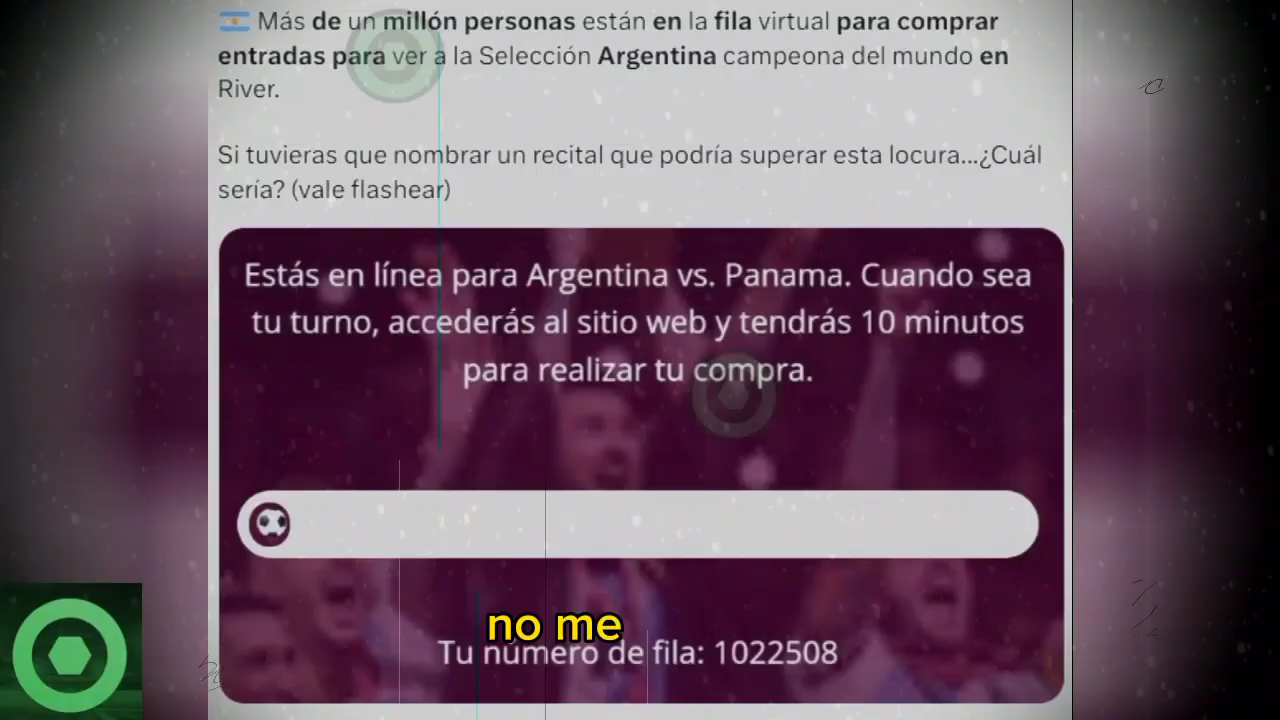 Más de un millón personas están en la fila virtual para comprar
entradas para ver a la Selección Argentina campeona del mundo en
River.
Si tuvieras que nombrar un recital que podría superar esta locura...¿Cuál
sería? (vale flashear)
Estás en línea para Argentina vs. Panama. Cuando sea
tu turno, accederás al sitio web y tendrás 10 minutos
para realizar tu compra.
no me
Tu número de fila: 1022508